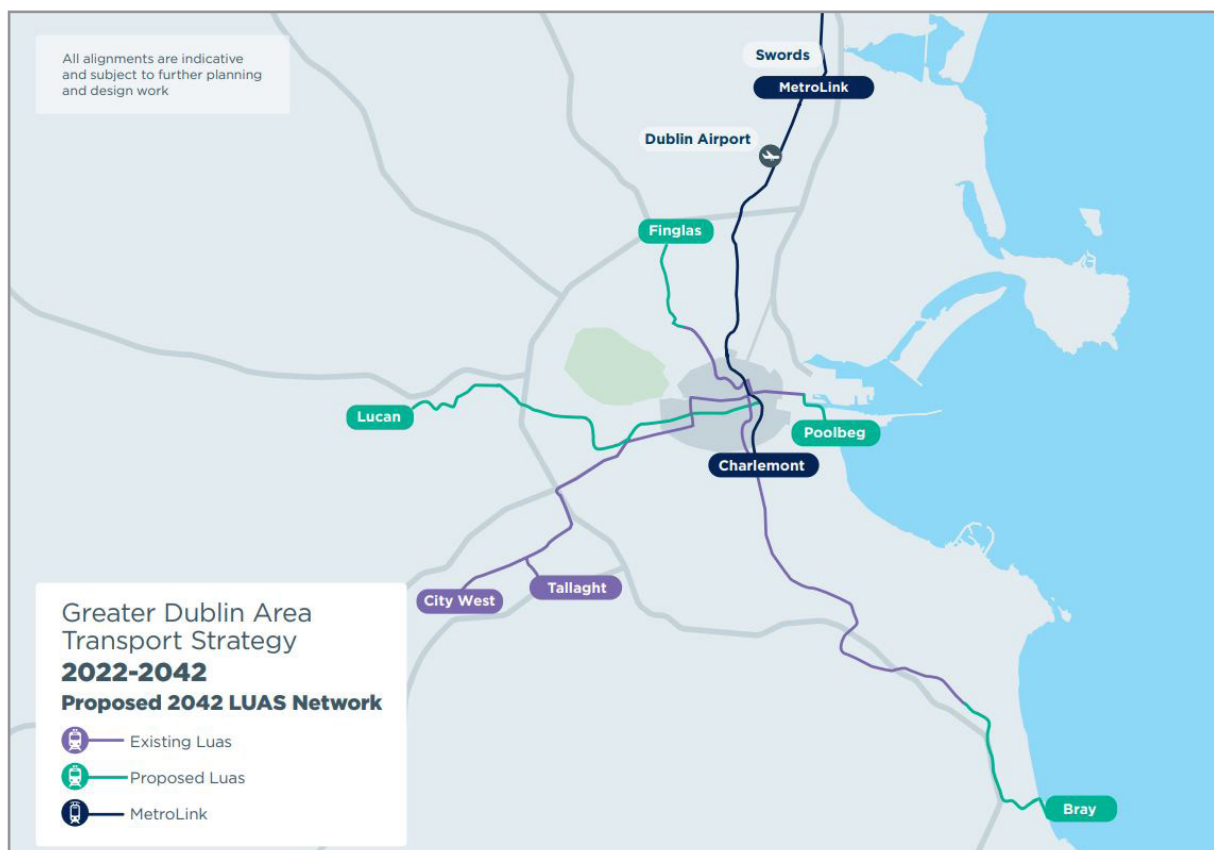 All alignments are indicative
and subject to further planning
and design work
Swords
MetroLink
Dublin Airport
Finglas
Lucan
Poolbeg
Charlemont
City West
Tallaght
Bray
Greater Dublin Area
Transport Strategy
2022-2042
Proposed 2042 LUAS Network
Existing Luas
Proposed Luas
MetroLink